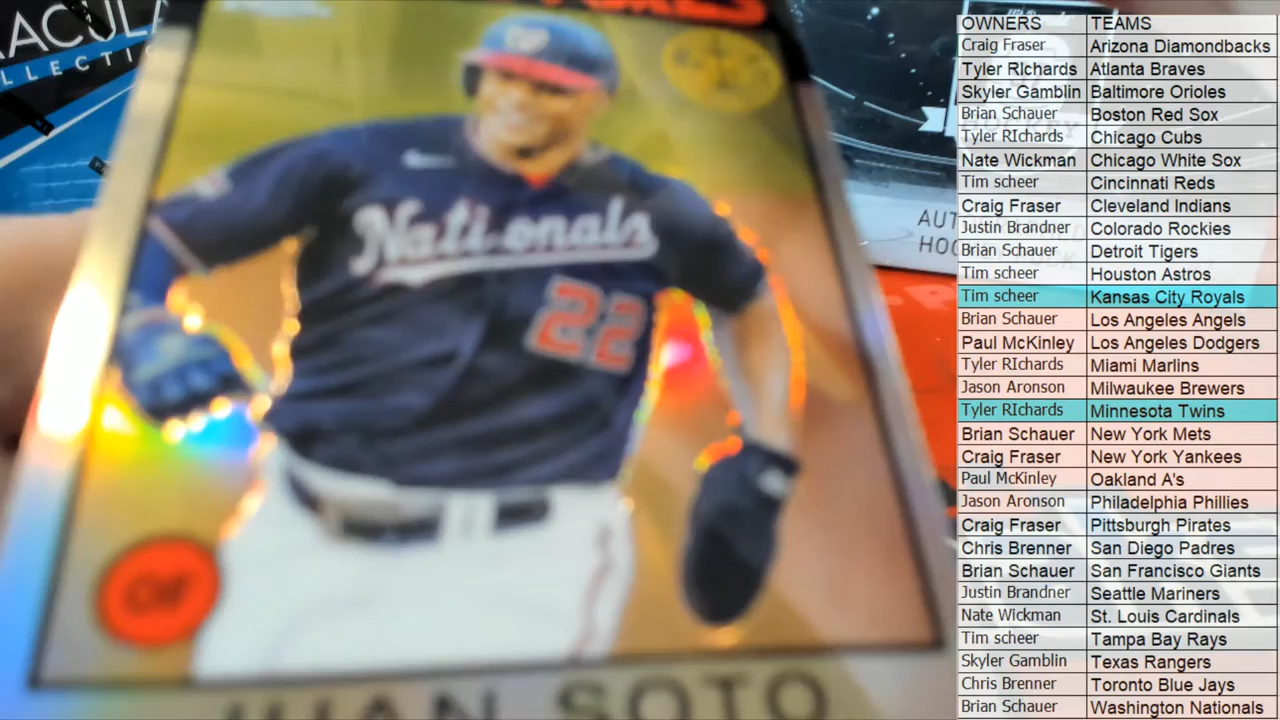 Nationals
22
OF
JUAN SOTO
OWNERS TEAMS
Craig Fraser Arizona Diamondbacks
Tyler RIchards Atlanta Braves
Skyler Gamblin Baltimore Orioles
Brian Schauer Boston Red Sox
Tyler RIchards Chicago Cubs
Nate Wickman Chicago White Sox
Tim scheer Cincinnati Reds
Craig Fraser Cleveland Indians
Justin Brandner Colorado Rockies
Brian Schauer Detroit Tigers
Tim scheer Houston Astros
Tim scheer Kansas City Royals
Brian Schauer Los Angeles Angels
Paul McKinley Los Angeles Dodgers
Tyler RIchards Miami Marlins
Jason Aronson Milwaukee Brewers
Tyler RIchards Minnesota Twins
Brian Schauer New York Mets
Craig Fraser New York Yankees
Paul McKinley Oakland A's
Jason Aronson Philadelphia Phillies
Craig Fraser Pittsburgh Pirates
Chris Brenner San Diego Padres
Brian Schauer San Francisco Giants
Justin Brandner Seattle Mariners
Nate Wickman St. Louis Cardinals
Tim scheer Tampa Bay Rays
Skyler Gamblin Texas Rangers
Chris Brenner Toronto Blue Jays
Brian Schauer Washington Nationals